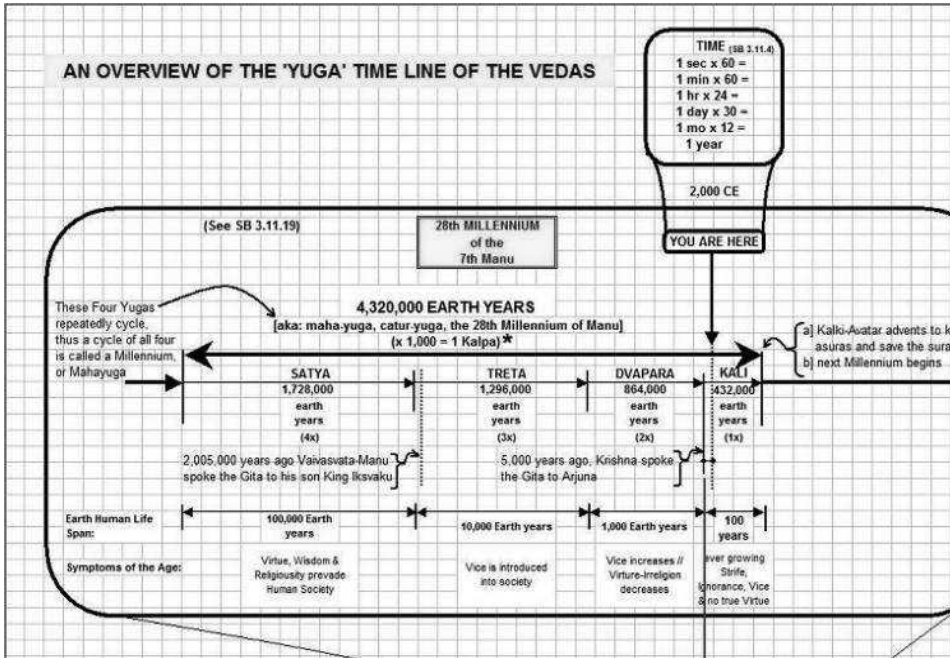 AN OVERVIEW OF THE 'YUGA' TIME LINE OF THE VEDAS
TIME (SB 3.11.4)
1 sec x 60 =
1 min x 60 =
1 hr x 24 =
1 day x 30 =
1 mo x 12 =
1 year
2,000 CE
YOU ARE HERE
(See SB 3.11.19)
28th MILLENNIUM
of the
7th Manu
These Four Yugas
repeatedly cycle,
thus a cycle of all four
is called a Millennium,
or Mahayuga
4,320,000 EARTH YEARS
[aka: maha-yuga, catur-yuga, the 28th Millennium of Manu]
(x 1,000 = 1 Kalpa) *
a] Kalki-Avatar advents to
asuras and save the
b] next Millennium begins
SATYA
1,728,000
earth
years
(4x)
TRETA
1,296,000
earth
years
(3x)
DVAPARA
864,000
earth
years
(2x)
KALI
432,000
earth
years
(1x)
2,005,000 years ago Vaivasvata-Manu
spoke the Gita to his son King Iksvaku
5,000 years ago, Krishna spoke
the Gita to Arjuna
Earth Human Life
Span:
100,000 Earth
years
10,000 Earth years
1,000 Earth years
100
years
Symptoms of the Age:
Virtue, Wisdom &
Religiousity prevade
Human Society
Vice is introduced
into society
Vice increases //
Virture-Irreligion
decreases
ever growing
Strife,
Ignorance, Vice
& no true Virtue